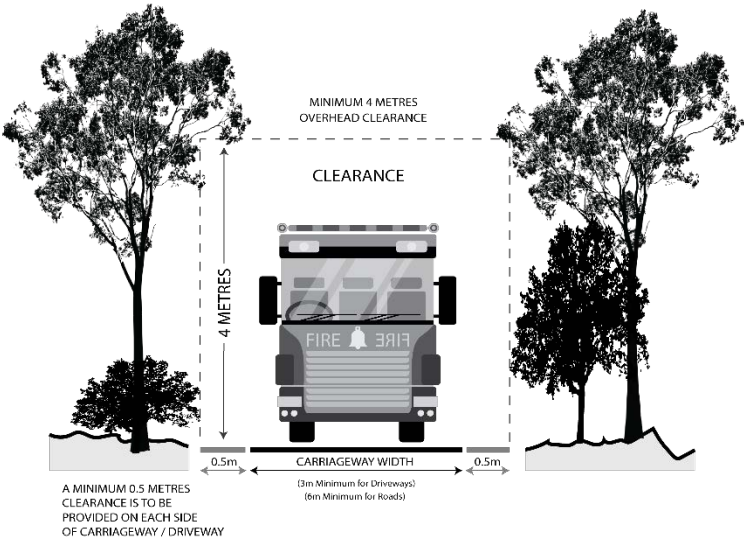 MINIMUM 4 METRES
OVERHEAD CLEARANCE
CLEARANCE
4 METRES
FIRE FIRE
0.5m
CARRIAGEWAY WIDTH
0.5m
(3m Minimum for Driveways)
(6m Minimum for Roads)
A MINIMUM 0.5 METRES
CLEARANCE IS TO BE
PROVIDED ON EACH SIDE
OF CARRIAGEWAY / DRIVEWAY